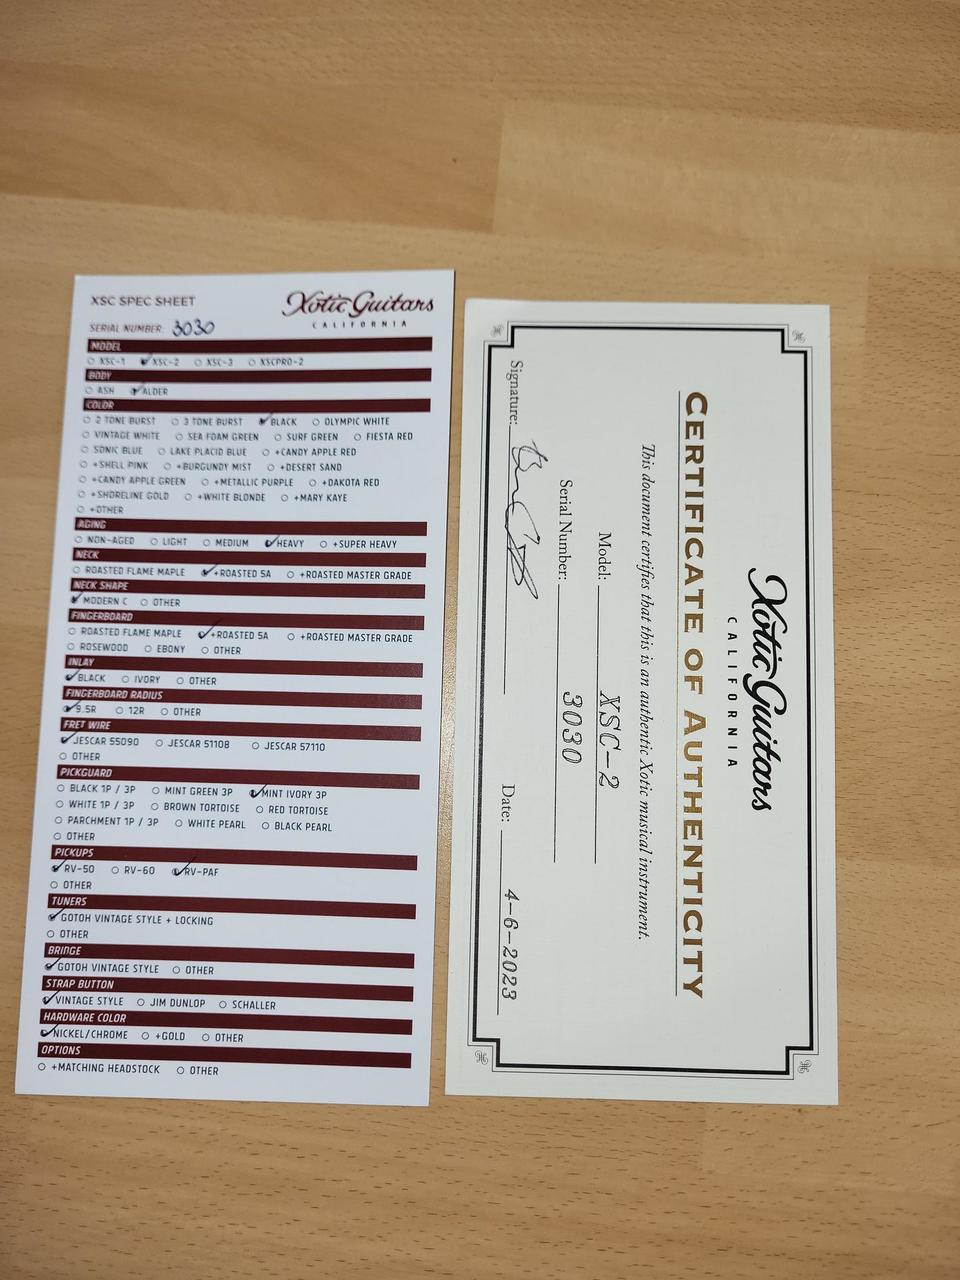 XSC SPEC SHEET
Xotic Guitars
CALIFORNIA
SERIAL NUMBER: 3030
MODEL
XSC-1 XSC-2 XSC-3 XSCPRO-2
BODY
ASH ALDER
COLOR
2 TONE BURST 3 TONE BURST BLACK OLYMPIC WHITE
VINTAGE WHITE SEA FOAM GREEN SURF GREEN FIESTA RED
SONIC BLUE LAKE PLACID BLUE +CANDY APPLE RED
+SHELL PINK +BURGUNDY MIST +DESERT SAND
+CANDY APPLE GREEN +METALLIC PURPLE +DAKOTA RED
+SHORELINE GOLD +WHITE BLONDE +MARY KAYE
+OTHER
AGING
NON-AGED LIGHT MEDIUM HEAVY +SUPER HEAVY
NECK
ROASTED FLAME MAPLE +ROASTED 5A +ROASTED MASTER GRADE
NECK SHAPE
MODERN C OTHER
FINGERBOARD
ROASTED FLAME MAPLE +ROASTED 5A +ROASTED MASTER GRADE
ROSEWOOD EBONY OTHER
INLAY
BLACK IVORY OTHER
FINGERBOARD RADIUS
9.5R 12R OTHER
FRET WIRE
JESCAR 55090 JESCAR 51108 JESCAR 57110
OTHER
PICKGUARD
BLACK 1P / 3P MINT GREEN 3P MINT IVORY 3P
WHITE 1P / 3P BROWN TORTOISE RED TORTOISE
PARCHMENT 1P / 3P WHITE PEARL BLACK PEARL
OTHER
PICKUPS
RV-50 RV-60 RV-PAF
OTHER
TUNERS
GOTOH VINTAGE STYLE + LOCKING
OTHER
BRINGE
GOTOH VINTAGE STYLE OTHER
STRAP BUTTON
VINTAGE STYLE JIM DUNLOP SCHALLER
HARDWARE COLOR
NICKEL/CHROME +GOLD OTHER
OPTIONS
+MATCHING HEADSTOCK OTHER
Xotic Guitars
CALIFORNIA
CERTIFICATE OF AUTHENTICITY
This document certifies that this is an authentic Xotic musical instrument.
Model: XSC-2
Serial Number: 3030
Signature: Date: 4-6-2023